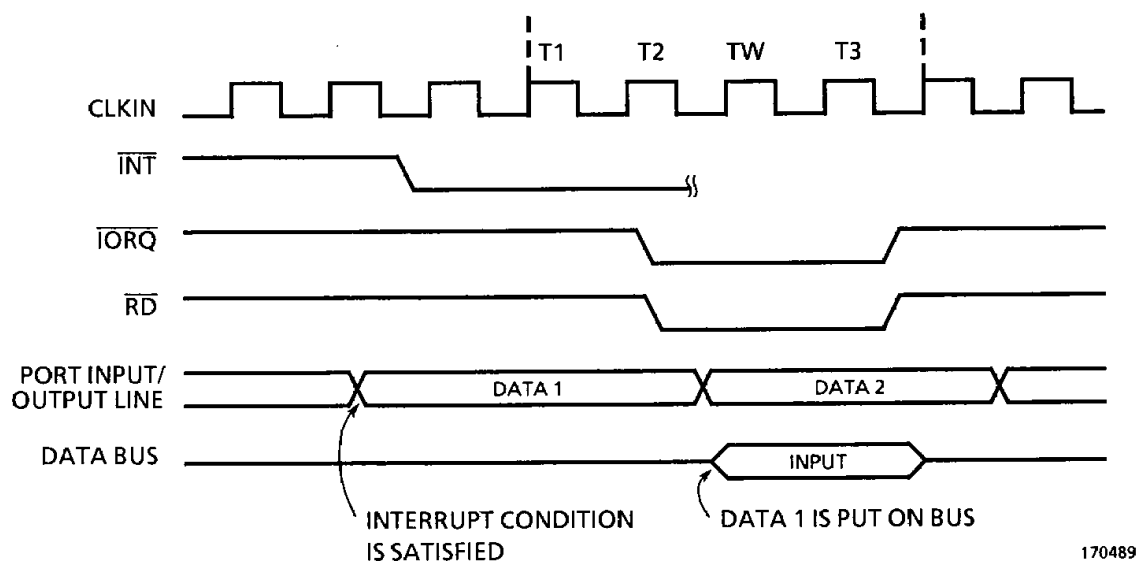 T1 T2 TW T3
CLKIN
INT
IORQ
RD
PORT INPUT/
OUTPUT LINE
DATA 1 DATA 2
DATA BUS
INPUT
INTERRUPT CONDITION
IS SATISFIED
DATA 1 IS PUT ON BUS
170489